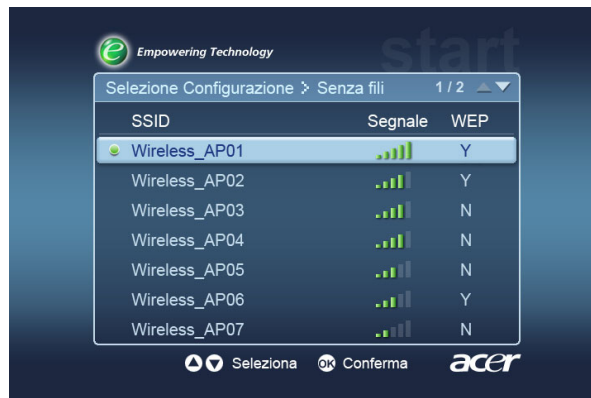 start
e Empowering Technology
Selezione Configurazione > Senza fili 1 / 2
SSID Segnale WEP
Wireless_AP01 Y
Wireless_AP02 Y
Wireless_AP03 N
Wireless_AP04 N
Wireless_AP05 N
Wireless_AP06 Y
Wireless_AP07 N
Seleziona OK Conferma acer